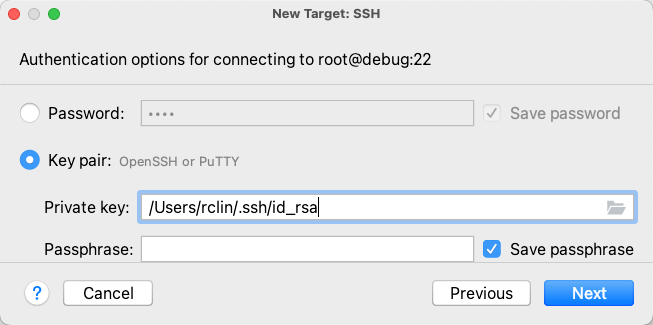 New Target: SSH
Authentication options for connecting to root@debug:22
Password: •••• Save password
Key pair: OpenSSH or PuTTY
Private key: /Users/rclin/.ssh/id_rsa
Passphrase: Save passphrase
? Cancel Previous Next